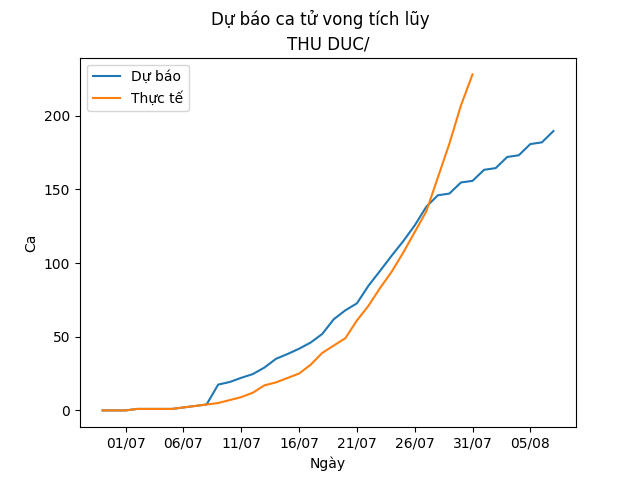 Dự báo ca tử vong tích lũy
THU DUC/
Dự báo
Thực tế
200
150
100
50
0
Ca
01/07 06/07 11/07 16/07 21/07 26/07 31/07 05/08
Ngày